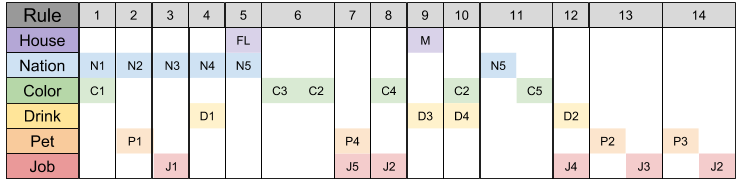 Rule 1 2 3 4 5 6 7 8 9 10 11 12 13 14
House FL M
Nation N1 N2 N3 N4 N5 N5
Color C1 C3 C2 C4 C2 C5
Drink D1 D3 D4 D2
Pet P1 P4 P2 P3
Job J1 J5 J2 J4 J3 J2